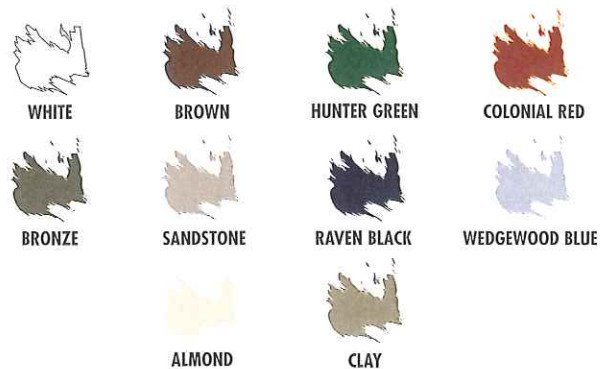 WHITE BROWN HUNTER GREEN COLONIAL RED
BRONZE SANDSTONE RAVEN BLACK WEDGEWOOD BLUE
ALMOND CLAY